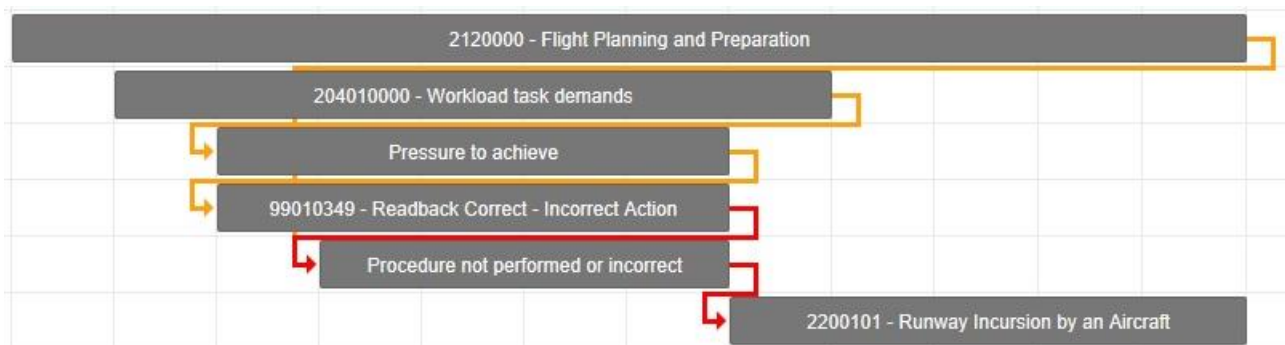 2120000 - Flight Planning and Preparation
204010000 - Workload task demands
Pressure to achieve
99010349 - Readback Correct - Incorrect Action
Procedure not performed or incorrect
2200101 - Runway Incursion by an Aircraft